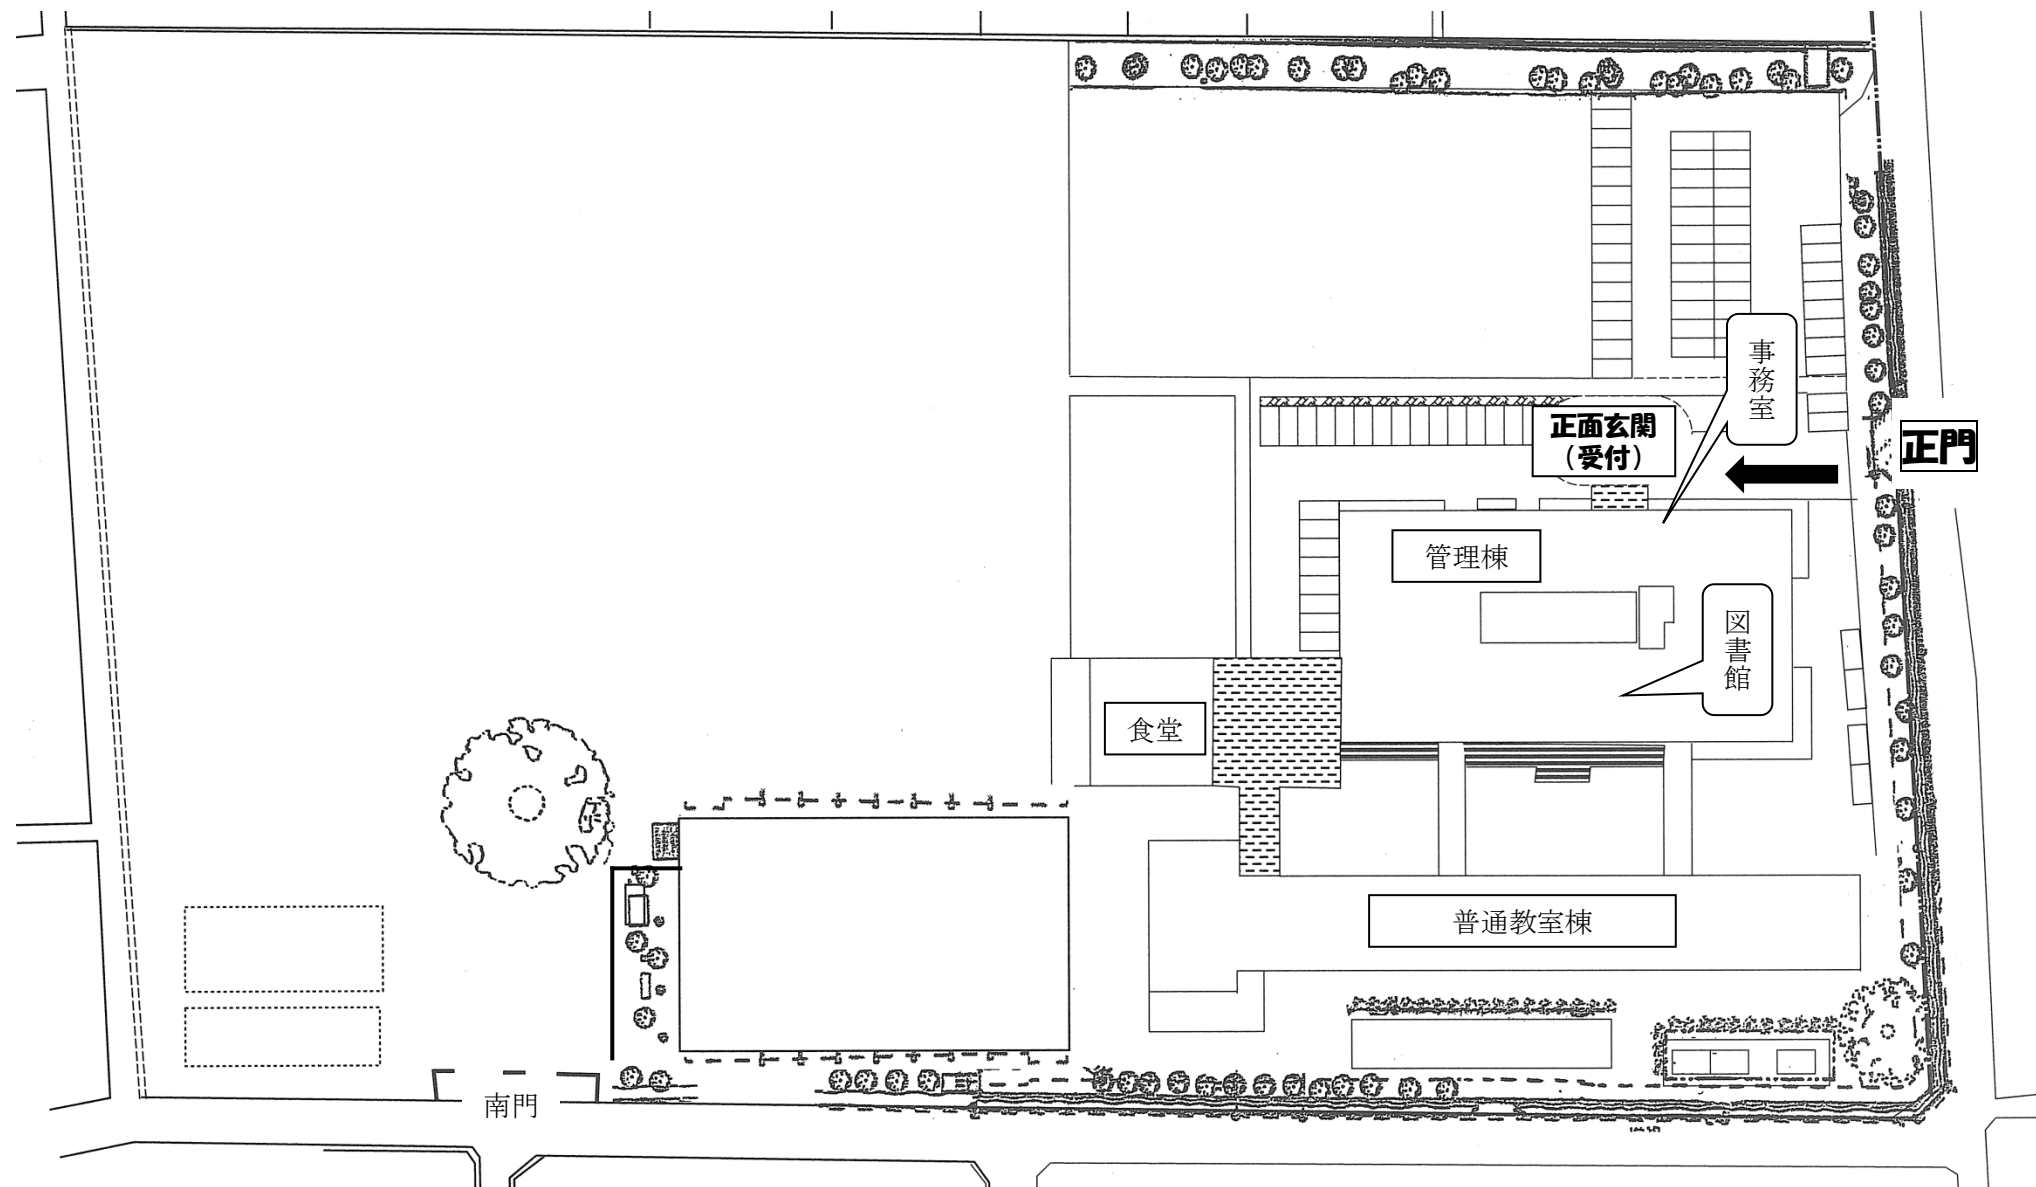 事務室
正面玄関
（受付）
正門
管理棟
図書館
食堂
普通教室棟
南門